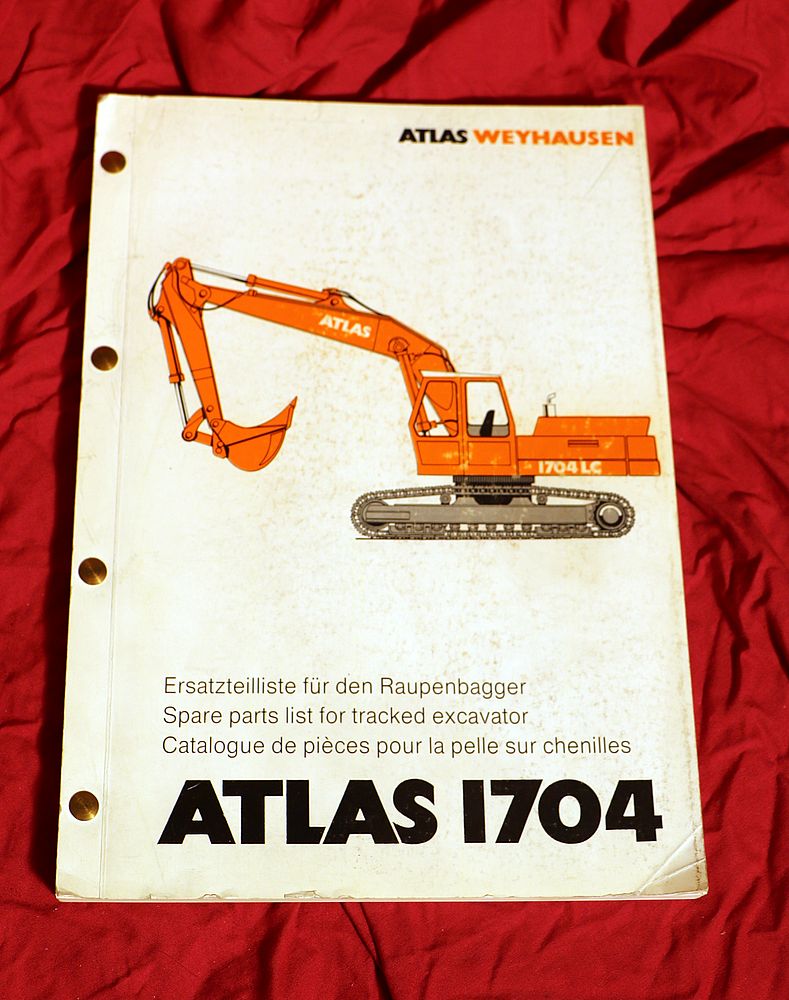 ATLAS WEYHAUSEN
ATLAS
1704 LC
Ersatzteilliste für den Raupenbagger
Spare parts list for tracked excavator
Catalogue de pièces pour la pelle sur chenilles
ATLAS 1704